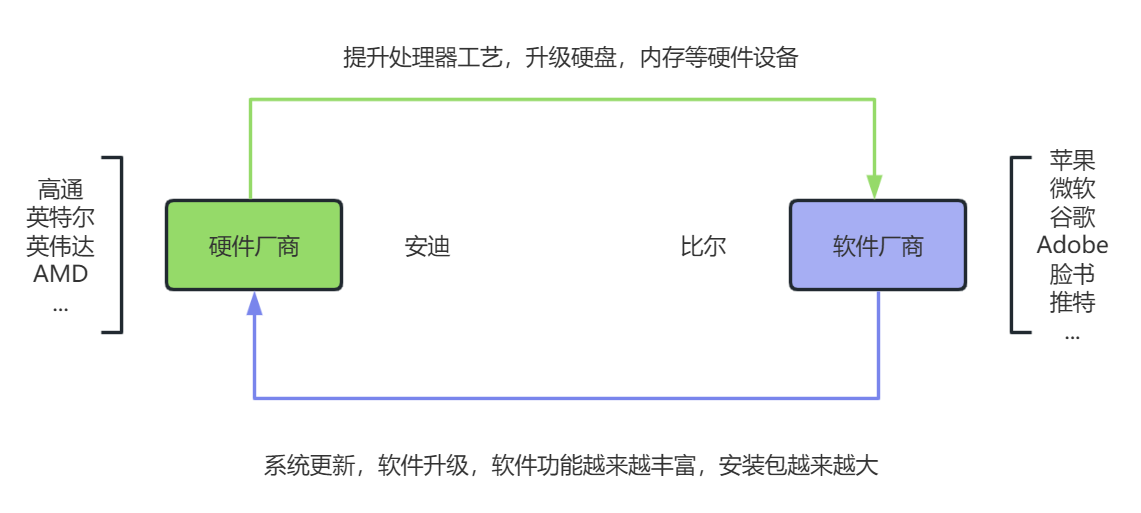 提升处理器工艺，升级硬盘，内存等硬件设备
高通
英特尔
英伟达
AMD
...
硬件厂商
安迪
比尔
软件厂商
苹果
微软
谷歌
Adobe
脸书
推特
...
系统更新，软件升级，软件功能越来越丰富，安装包越来越大